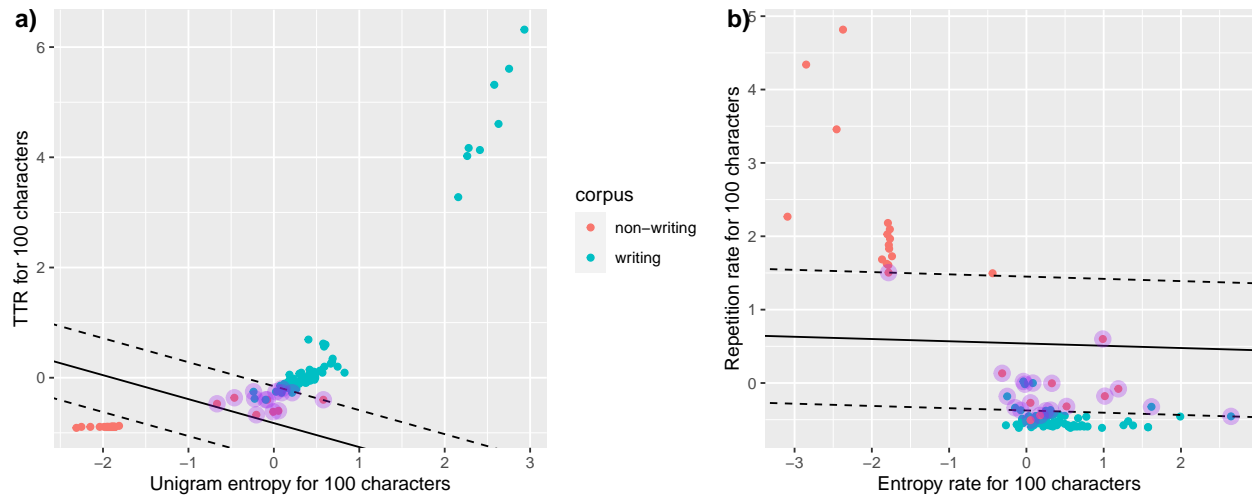 a)
TTR for 100 characters
6
4
2
0
−2
−1
0
1
2
3
Unigram entropy for 100 characters
corpus
non−writing
writing
b)
Repetition rate for 100 characters
5
4
3
2
1
0
−3
−2
−1
0
1
2
Entropy rate for 100 characters